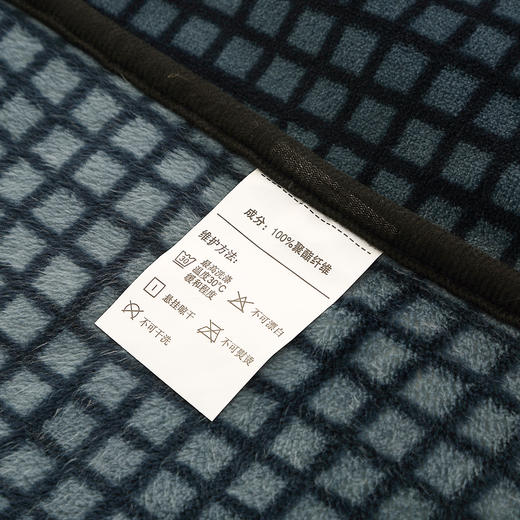 成分：100%聚酯纤维
维护方法：
30
最高洗涤
温度30℃
缓和程度
不可漂白
悬挂晾干
不可熨烫
不可干洗